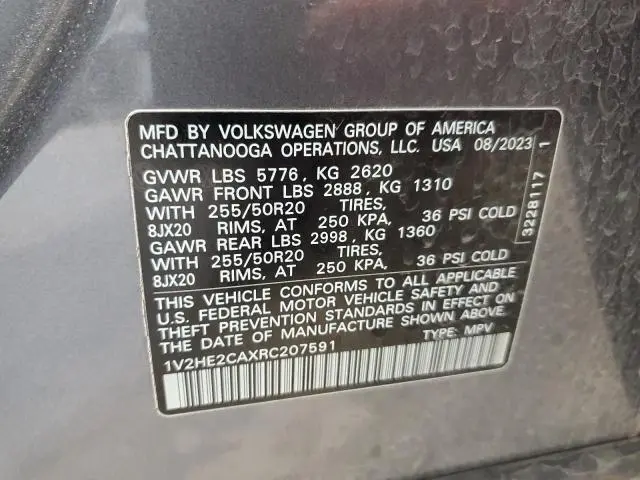 MFD BY VOLKSWAGEN GROUP OF AMERICA
CHATTANOOGA OPERATIONS, LLC. USA 08/2023
GVWR LBS 5776, KG 2620
GAWR FRONT LBS 2888, KG 1310
WITH 255/50R20 TIRES,
8JX20 RIMS, AT 250 KPA, 36 PSI COLD
GAWR REAR LBS 2998, KG 1360
WITH 255/50R20 TIRES,
8JX20 RIMS, AT 250 KPA, 36 PSI COLD
THIS VEHICLE CONFORMS TO ALL APPLICABLE
U.S. FEDERAL MOTOR VEHICLE SAFETY AND
THEFT PREVENTION STANDARDS IN EFFECT ON
THE DATE OF MANUFACTURE SHOWN ABOVE.
1V2HE2CAXRC207591 TYPE: MPV
3228117 1